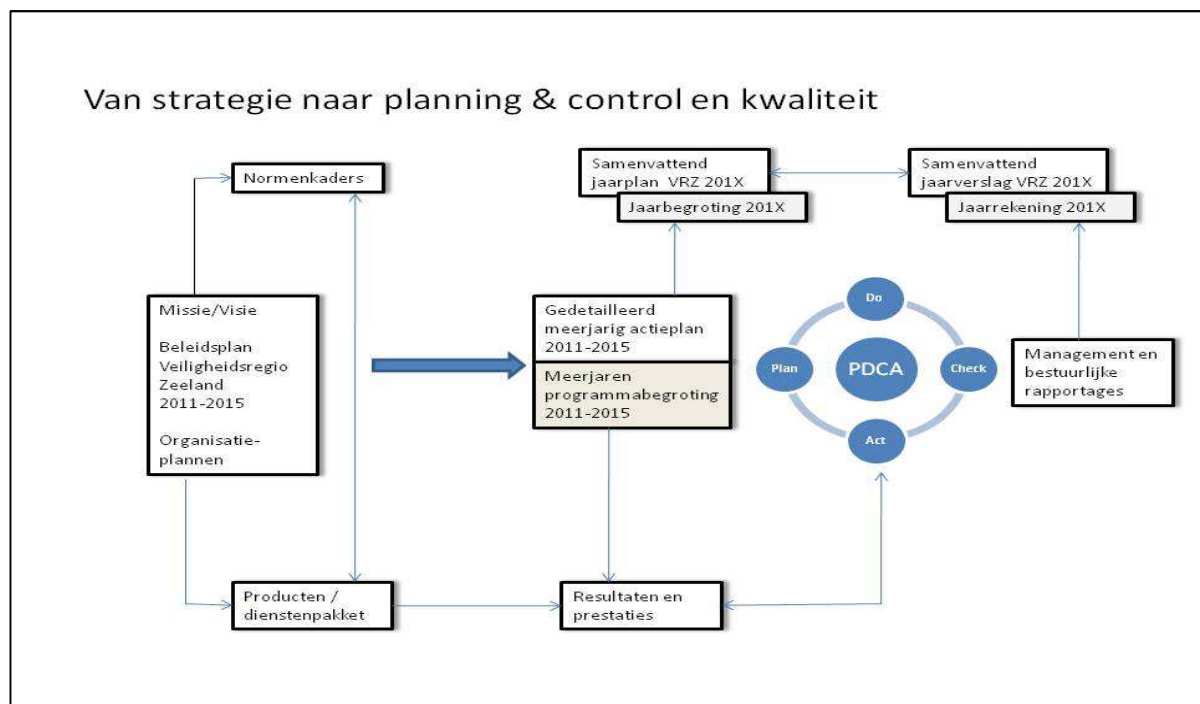 Van strategie naar planning & control en kwaliteit
Normenkaders
Samenvattend
jaarplan VRZ 201X
Jaarbegroting 201X
Samenvattend
jaarverslag VRZ 201X
Jaarrekening 201X
Missie/Visie
Beleidsplan
Veiligheidsregio
Zeeland
2011-2015
Organisatie-
plannen
Gedetailleerd
meerjarig actieplan
2011-2015
Meerjaren
programmabegroting
2011-2015
Do
Plan
PDCA
Check
Act
Management en
bestuurlijke
rapportages
Producten /
dienstenpakket
Resultaten en
prestaties